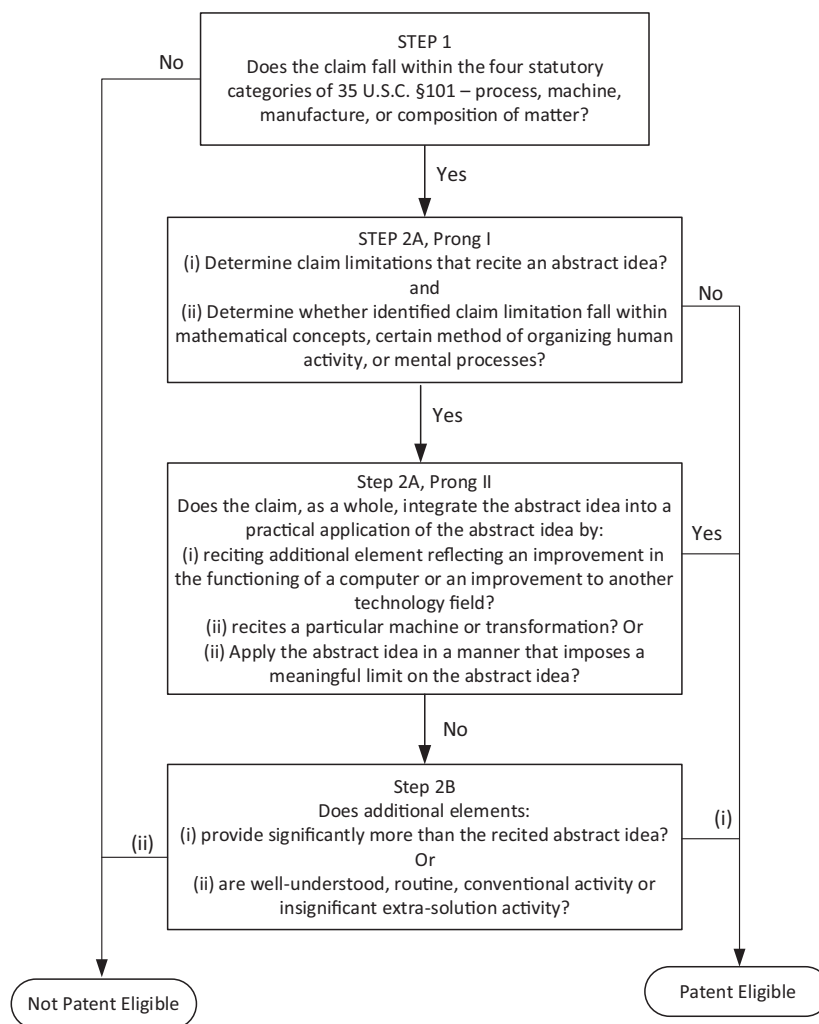 STEP 1
Does the claim fall within the four statutory
categories of 35 U.S.C. §101 – process, machine,
manufacture, or composition of matter?
No
Yes
STEP 2A, Prong I
(i) Determine claim limitations that recite an abstract idea?
and
(ii) Determine whether identified claim limitation fall within
mathematical concepts, certain method of organizing human
activity, or mental processes?
No
Yes
Step 2A, Prong II
Does the claim, as a whole, integrate the abstract idea into a
practical application of the abstract idea by:
(i) reciting additional element reflecting an improvement in
the functioning of a computer or an improvement to another
technology field?
(ii) recites a particular machine or transformation? Or
(ii) Apply the abstract idea in a manner that imposes a
meaningful limit on the abstract idea?
Yes
No
Step 2B
Does additional elements:
(i) provide significantly more than the recited abstract idea?
Or
(ii) are well-understood, routine, conventional activity or
insignificant extra-solution activity?
(ii)
(i)
Not Patent Eligible
Patent Eligible